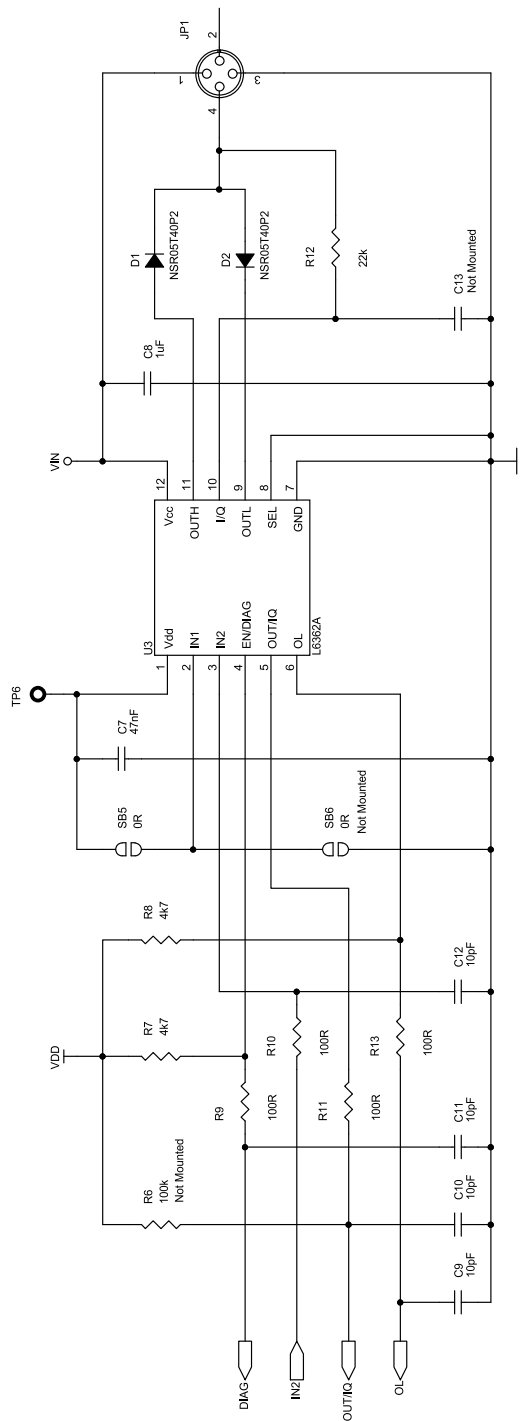 JP1
2
1
3
4
D1
NSR05T40P2
D2
NSR05T40P2
R12
22k
C13
Not Mounted
C8
1uF
VIN
12
11
10
9
8
7
Vcc
OUTH
I/Q
OUTL
SEL
GND
U3
L6362A
Vdd
IN1
IN2
EN/DIAG
OUT/IQ
OL
1
2
3
4
5
6
TP6
C7
47nF
SB5
0R
SB6
0R
Not Mounted
R8
4k7
R7
4k7
VDD
R6
100k
Not Mounted
R9
100R
R10
100R
R11
100R
R13
100R
C12
10pF
C11
10pF
C10
10pF
C9
10pF
DIAG
IN2
OUT/IQ
OL